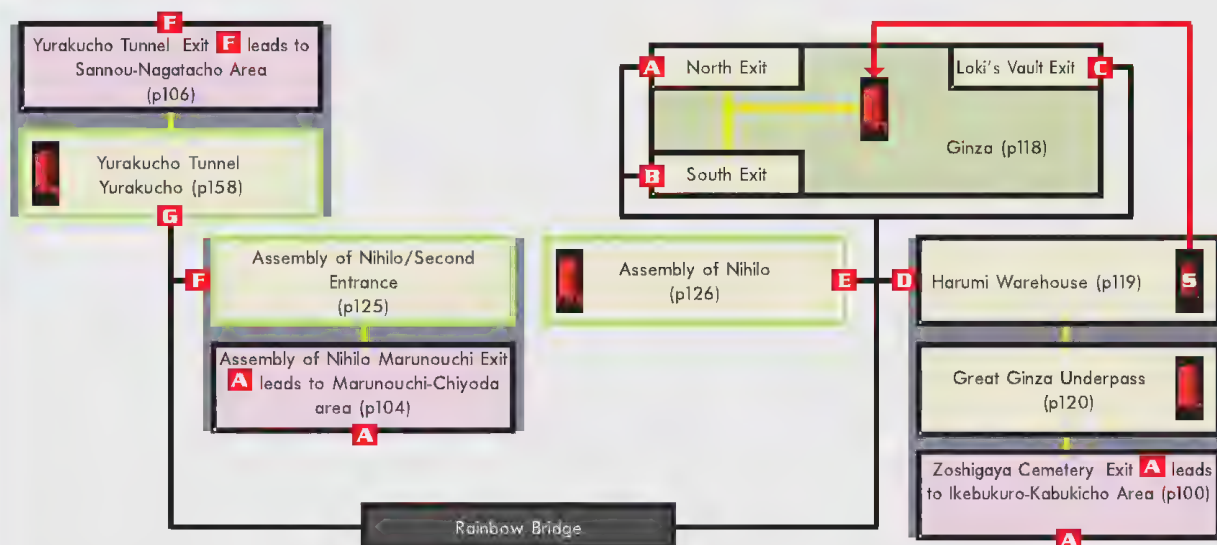 F
Yurakucho Tunnel Exit F leads to
Sannou-Nagatacho Area
(p106)
Yurakucho Tunnel
Yurakucho (p158)
G
A North Exit
Loki's Vault Exit C
Ginza (p118)
B South Exit
F
Assembly of Nihilo/Second
Entrance
(p125)
Assembly of Nihilo Marunouchi Exit
A leads to Marunouchi-Chiyoda
area (p104)
A
Assembly of Nihilo
(p126)
E
D Harumi Warehouse (p119) S
Great Ginza Underpass
(p120)
Zoshigaya Cemetery Exit A leads
to Ikebukuro-Kabukicho Area (p100)
A
Rainbow Bridge